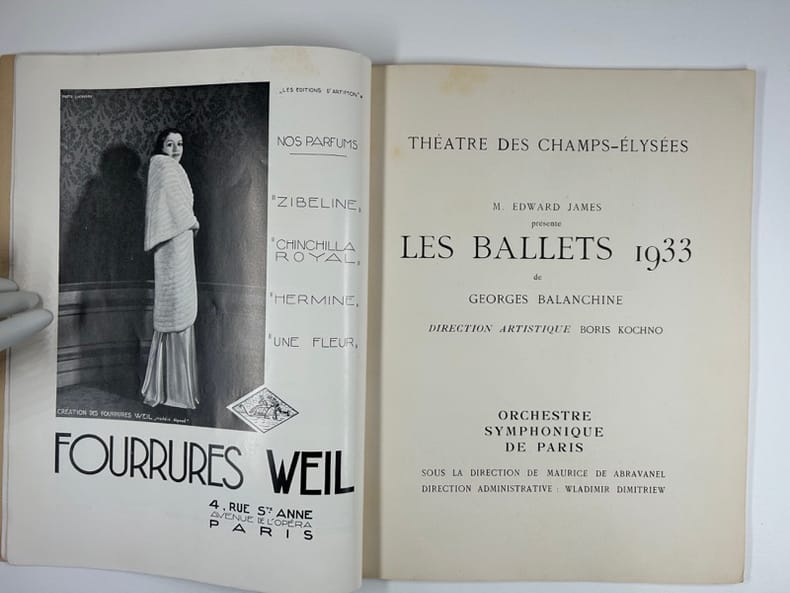 „LES EDITIONS D'ARTMTON"
NOS PARFUMS
"ZIBELINE„
"CHINCHILLA
ROYAL„
"HERMINE„
"UNE FLEUR„
CRÉATION DES FOURRURES WEIL
FOURRURES WEIL
4, RUE STE ANNE
AVENUE DE L'OPÉRA
PARIS
THÉATRE DES CHAMPS-ÉLYSÉES
M. EDWARD JAMES
présente
LES BALLETS 1933
de
GEORGES BALANCHINE
DIRECTION ARTISTIQUE BORIS KOCHNO
ORCHESTRE
SYMPHONIQUE
DE PARIS
SOUS LA DIRECTION DE MAURICE DE ABRAVANEL
DIRECTION ADMINISTRATIVE : WLADIMIR DIMITRIEW